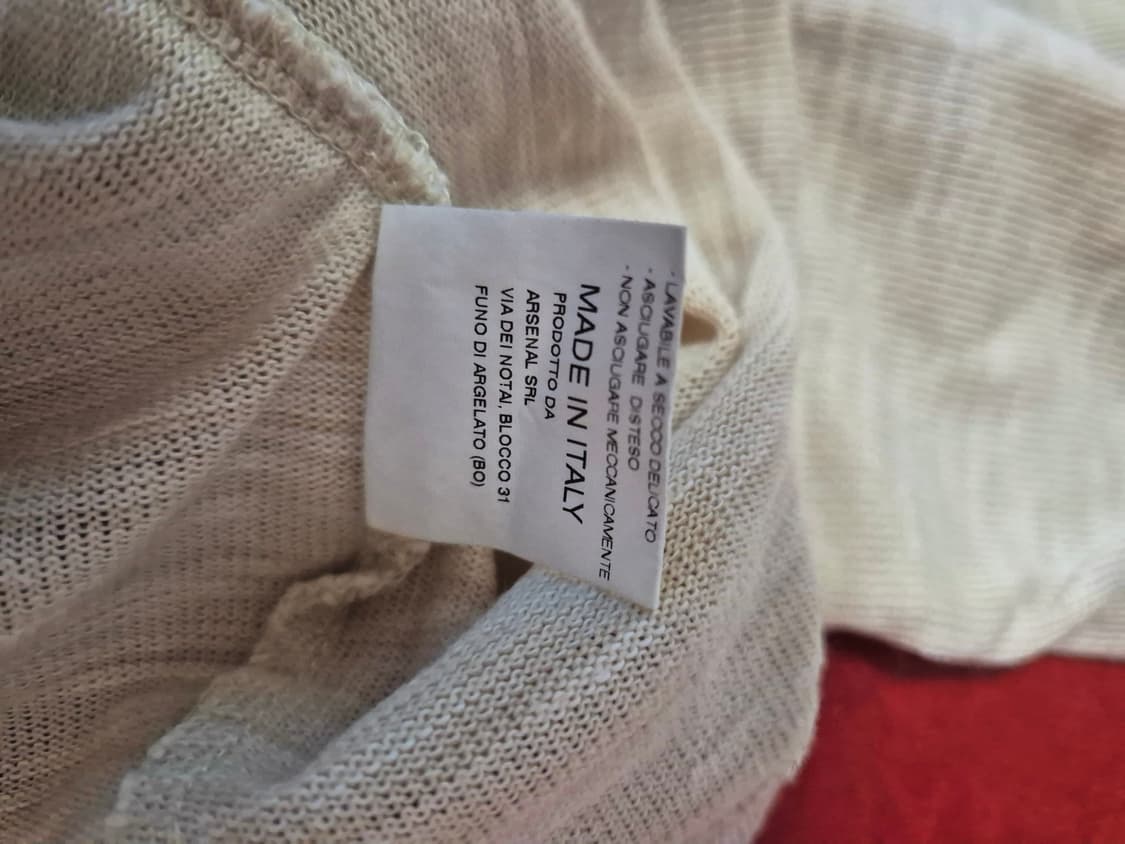 - LAVABILE A SECCO DELICATO
- ASCIUGARE DISTESO
- NON ASCIUGARE MECCANICAMENTE
MADE IN ITALY
PRODOTTO DA
ARSENAL SRL
VIA DEI NOTAI, BLOCCO 31
FUNO DI ARGELATO (BO)